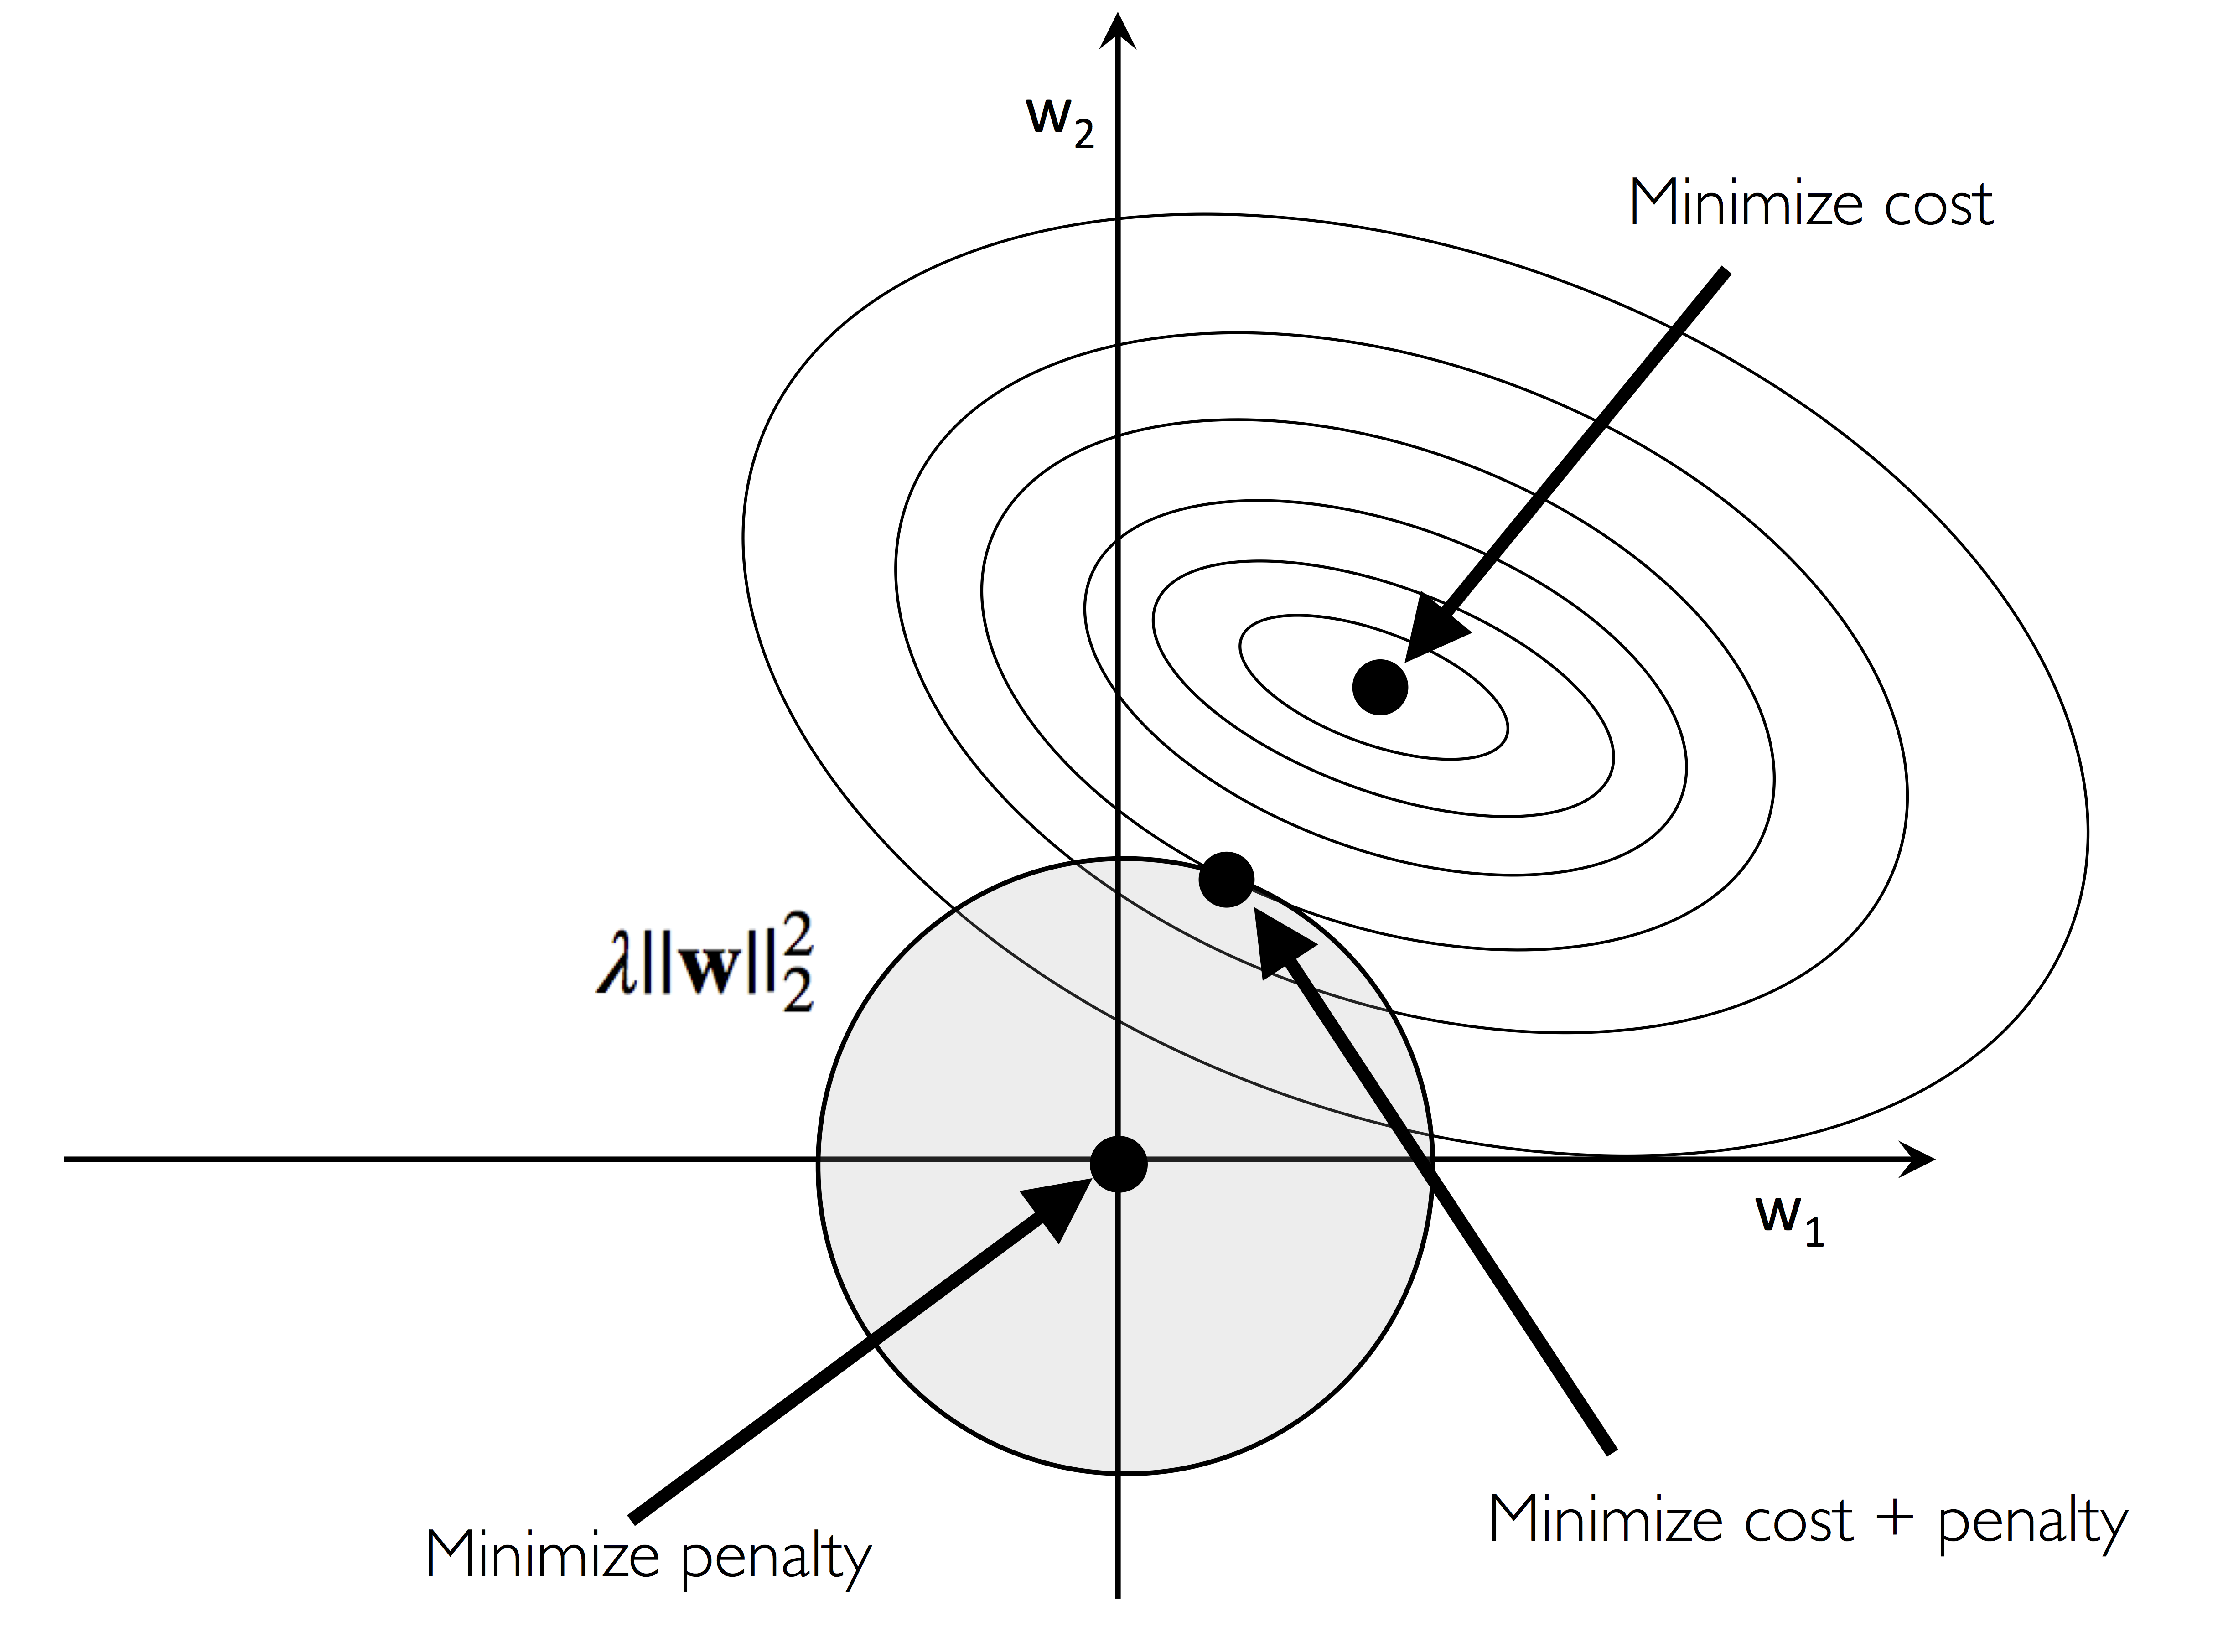 w₂
Minimize cost
λ||w||₂²
w₁
Minimize penalty
Minimize cost + penalty